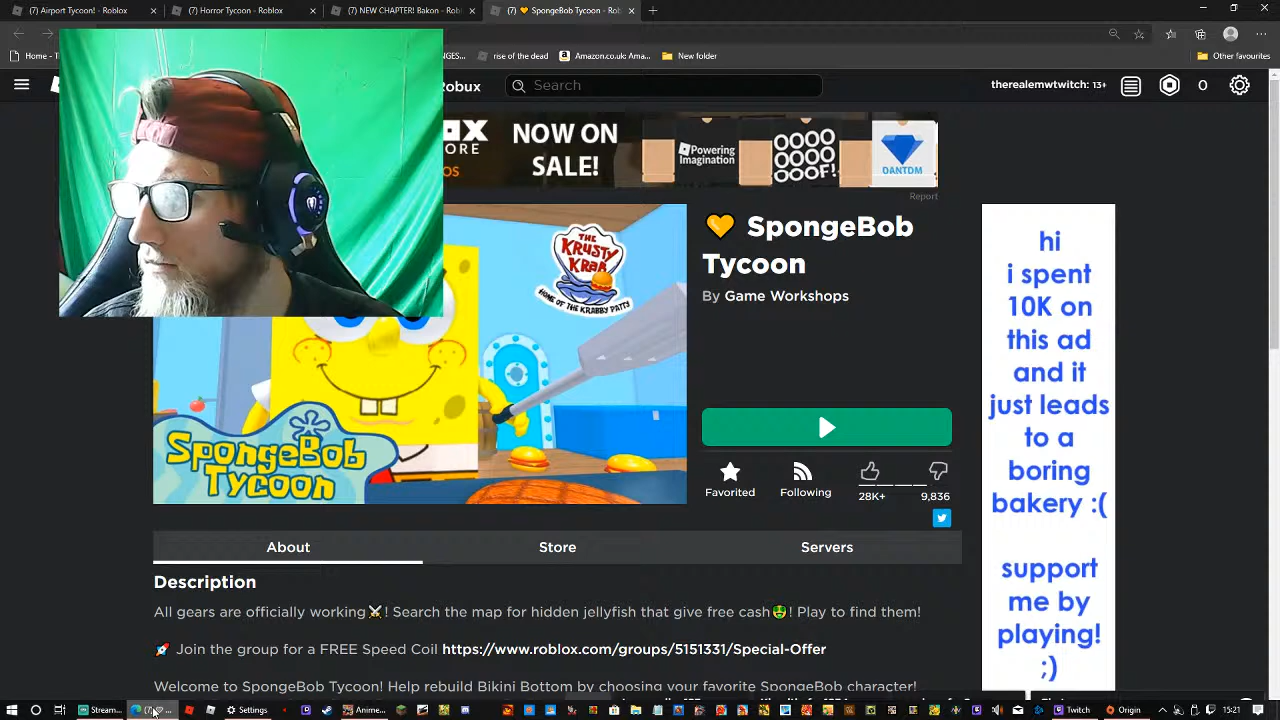 (7) Airport Tycoon! - Robl
(7) Horror Tycoon - Roblox
(7) NEW CHAPTER! Bakon - Rob
(7) 💛 SpongeBob Tycoon - Rob
Home - T
rise of the dead
Amazon.co.uk: Ama
New folder
Other favourites
Robux
Search
therealemwtwitch: 13+
0
NOW ON
SALE!
Powering
Imagination
OOOO
OOOO
OOOF!
DANTDM
Report
THE
KRUSTY
KRAB
HOME OF THE KRABBY PATTY
SpongeBob
Tycoon
💛 SpongeBob
Tycoon
By Game Workshops
Favorited
Following
28K+
9,836
hi
i spent
10K on
this ad
and it
just leads
to a
boring
bakery :(
support
me by
playing!
;)
About
Store
Servers
Description
All gears are officially working⚔️! Search the map for hidden jellyfish that give free cash🤑! Play to find them!
🚀 Join the group for a FREE Speed Coil https://www.roblox.com/groups/5151331/Special-Offer
Welcome to SpongeBob Tycoon! Help rebuild Bikini Bottom by choosing your favorite SpongeBob character!
Stream...
Settings
Anime...
Twitch
Origin
15:21